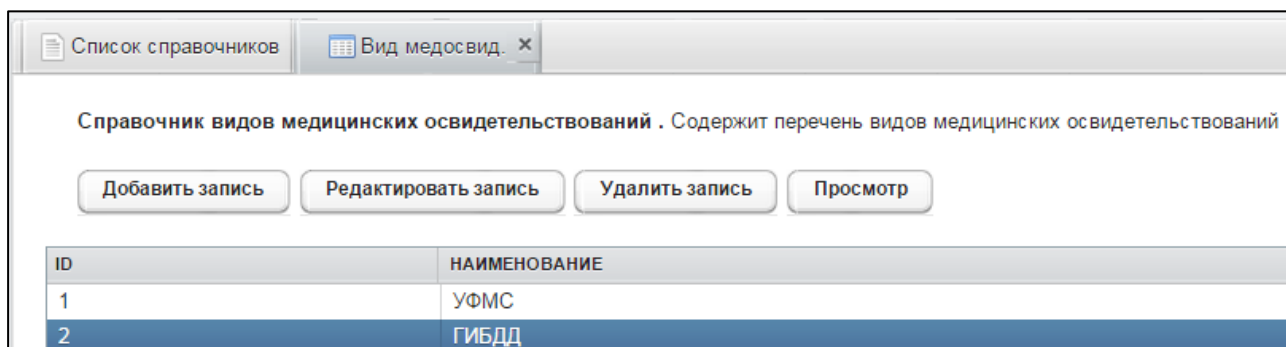 Список справочников Вид медосвид. ×
Справочник видов медицинских освидетельствований . Содержит перечень видов медицинских освидетельствований
Добавить запись Редактировать запись Удалить запись Просмотр
ID НАИМЕНОВАНИЕ
1 УФМС
2 ГИБДД